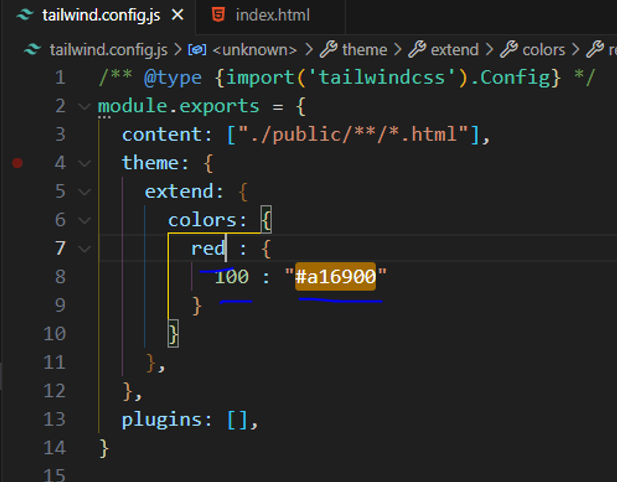 tailwind.config.js × index.html
tailwind.config.js > <unknown> > theme > extend > colors > re
1 /** @type {import('tailwindcss').Config} */
2 module.exports = {
3 content: ["./public/**/*.html"],
4 theme: {
5 extend: {
6 colors: {
7 red : {
8 100 : "#a16900"
9 }
10 }
11 },
12 },
13 plugins: [],
14 }
15